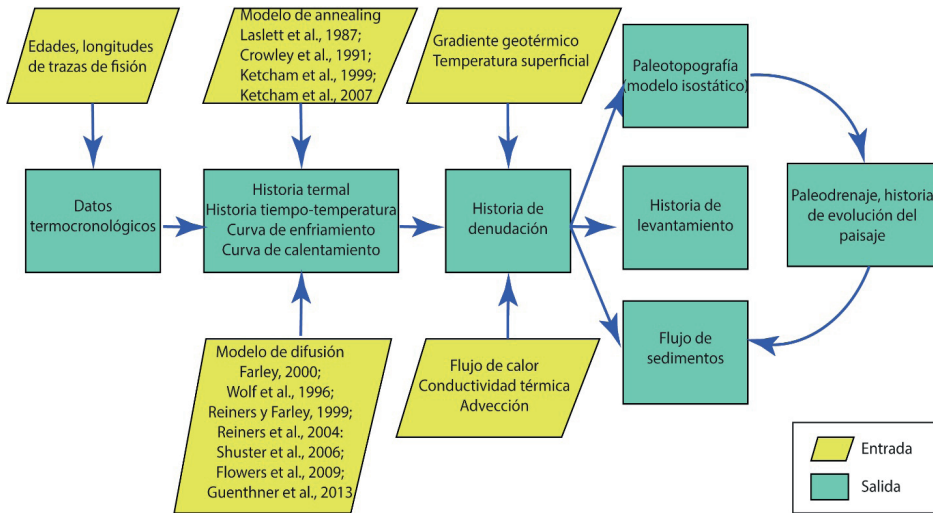 Edades, longitudes
de trazas de fisión
Modelo de annealing
Laslett et al., 1987;
Crowley et al., 1991;
Ketcham et al., 1999;
Ketcham et al., 2007
Gradiente geotérmico
Temperatura superficial
Paleotopografía
(modelo isostático)
Datos
termocronológicos
Historia termal
Historia tiempo-temperatura
Curva de enfriamiento
Curva de calentamiento
Historia de
denudación
Historia de
levantamiento
Paleodrenaje, historia
de evolución del
paisaje
Modelo de difusión
Farley, 2000;
Wolf et al., 1996;
Reiners y Farley, 1999;
Reiners et al., 2004:
Shuster et al., 2006;
Flowers et al., 2009;
Guenthner et al., 2013
Flujo de calor
Conductividad térmica
Advección
Flujo de
sedimentos
Entrada
Salida